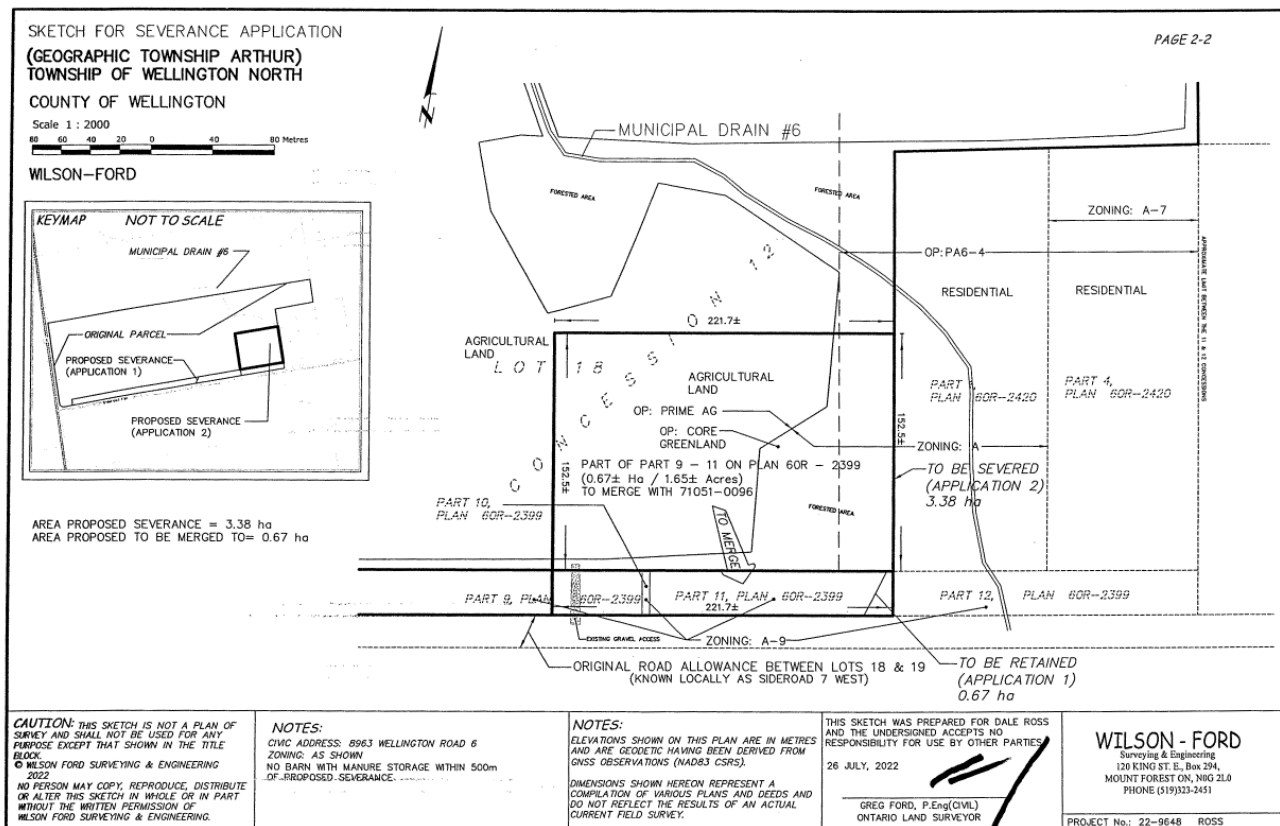 SKETCH FOR SEVERANCE APPLICATION
(GEOGRAPHIC TOWNSHIP ARTHUR)
TOWNSHIP OF WELLINGTON NORTH
COUNTY OF WELLINGTON
Scale 1 : 2000
80 60 40 20 0 40 80 Metres
WILSON-FORD
PAGE 2-2
N
KEYMAP NOT TO SCALE
MUNICIPAL DRAIN #6
ORIGINAL PARCEL
PROPOSED SEVERANCE
(APPLICATION 1)
PROPOSED SEVERANCE
(APPLICATION 2)
AREA PROPOSED SEVERANCE = 3.38 ha
AREA PROPOSED TO BE MERGED TO= 0.67 ha
MUNICIPAL DRAIN #6
FORESTED AREA
FORESTED AREA
ZONING: A-7
OP: PA6-4
RESIDENTIAL
RESIDENTIAL
APPROXIMATE LIMIT BETWEEN THE 11 & 12 CONCESSIONS
221.7±
AGRICULTURAL
LAND
LOT 18
CONCESSION 12
AGRICULTURAL
LAND
OP: PRIME AG
OP: CORE
GREENLAND
PART
PLAN 60R-2420
PART 4,
PLAN 60R-2420
152.5±
ZONING: A
152.5±
PART OF PART 9 - 11 ON PLAN 60R - 2399
(0.67± Ha / 1.65± Acres)
TO MERGE WITH 71051-0096
TO BE SEVERED
(APPLICATION 2)
3.38 ha
PART 10,
PLAN 60R-2399
FORESTED AREA
TO MERGE
PART 9, PLAN 60R-2399
PART 11, PLAN 60R-2399
221.7±
PART 12, PLAN 60R-2399
EXISTING GRAVEL ACCESS
ZONING: A-9
ORIGINAL ROAD ALLOWANCE BETWEEN LOTS 18 & 19
(KNOWN LOCALLY AS SIDEROAD 7 WEST)
TO BE RETAINED
(APPLICATION 1)
0.67 ha
CAUTION: THIS SKETCH IS NOT A PLAN OF
SURVEY AND SHALL NOT BE USED FOR ANY
PURPOSE EXCEPT THAT SHOWN IN THE TITLE
BLOCK.
© WILSON FORD SURVEYING & ENGINEERING
2022
NO PERSON MAY COPY, REPRODUCE, DISTRIBUTE
OR ALTER THIS SKETCH IN WHOLE OR IN PART
WITHOUT THE WRITTEN PERMISSION OF
WILSON FORD SURVEYING & ENGINEERING.
NOTES:
CIVIC ADDRESS: 8963 WELLINGTON ROAD 6
ZONING: AS SHOWN
NO BARN WITH MANURE STORAGE WITHIN 500m
OF PROPOSED SEVERANCE.
NOTES:
ELEVATIONS SHOWN ON THIS PLAN ARE IN METRES
AND ARE GEODETIC HAVING BEEN DERIVED FROM
GNSS OBSERVATIONS (NAD83 CSRS).
DIMENSIONS SHOWN HEREON REPRESENT A
COMPILATION OF VARIOUS PLANS AND DEEDS AND
DO NOT REFLECT THE RESULTS OF AN ACTUAL
CURRENT FIELD SURVEY.
THIS SKETCH WAS PREPARED FOR DALE ROSS
AND THE UNDERSIGNED ACCEPTS NO
RESPONSIBILITY FOR USE BY OTHER PARTIES
26 JULY, 2022
GREG FORD, P.Eng(CIVIL)
ONTARIO LAND SURVEYOR
WILSON - FORD
Surveying & Engineering
120 KING ST. E., Box 294,
MOUNT FOREST ON, N0G 2L0
PHONE (519)323-2451
PROJECT No.: 22-9648 ROSS